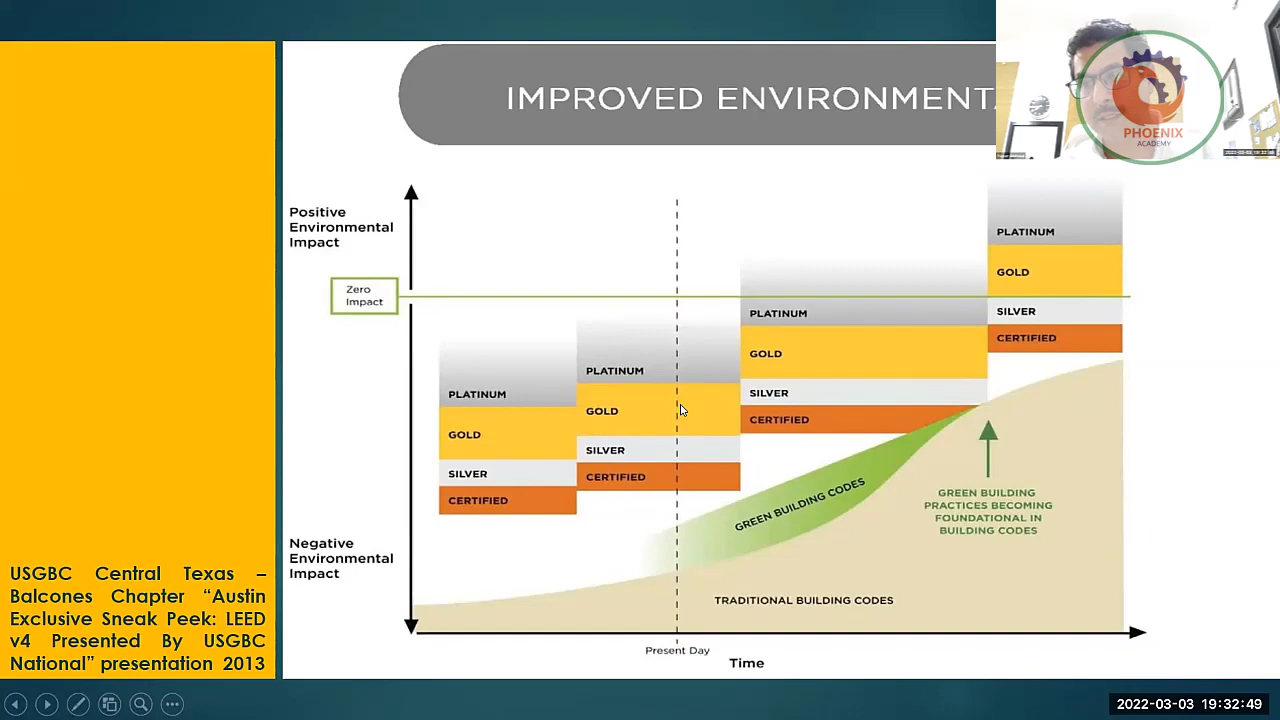 IMPROVED ENVIRONMENT
PHOENIX
ACADEMY
Positive
Environmental
Impact
Zero
Impact
Negative
Environmental
Impact
PLATINUM
GOLD
SILVER
CERTIFIED
PLATINUM
GOLD
SILVER
CERTIFIED
PLATINUM
GOLD
SILVER
CERTIFIED
PLATINUM
GOLD
SILVER
CERTIFIED
GREEN BUILDING CODES
GREEN BUILDING
PRACTICES BECOMING
FOUNDATIONAL IN
BUILDING CODES
TRADITIONAL BUILDING CODES
Present Day
Time
USGBC Central Texas –
Balcones Chapter “Austin
Exclusive Sneak Peek: LEED
v4 Presented By USGBC
National” presentation 2013
2022-03-03 19:32:49